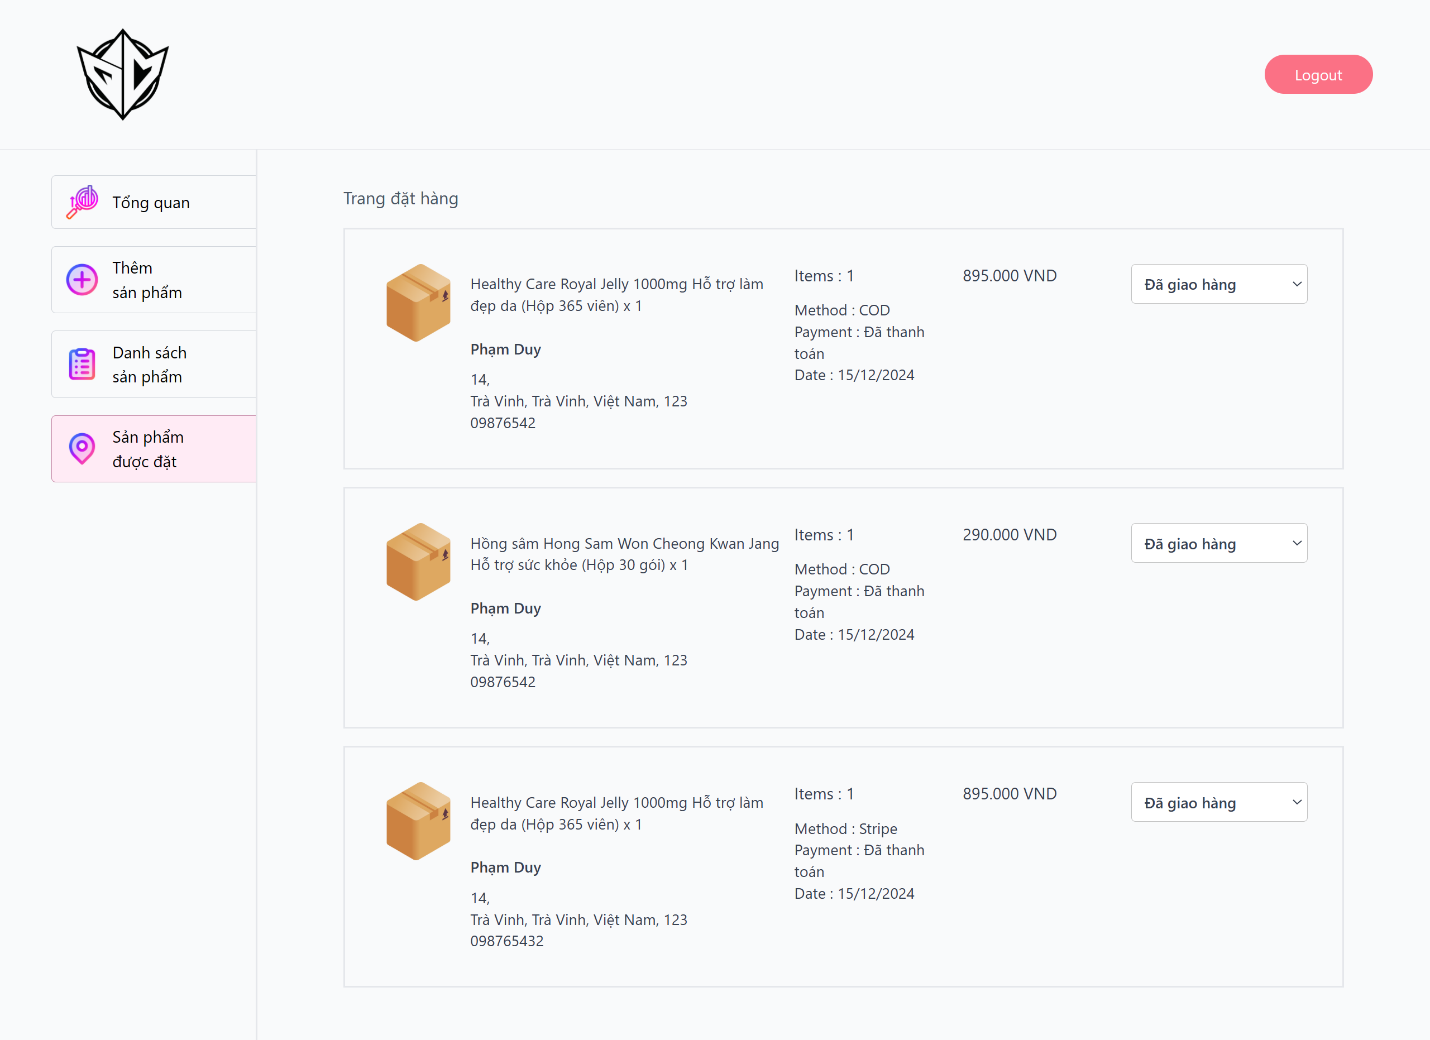 Logout
Tổng quan
Thêm
sản phẩm
Danh sách
sản phẩm
Sản phẩm
được đặt
Trang đặt hàng
Healthy Care Royal Jelly 1000mg Hỗ trợ làm
đẹp da (Hộp 365 viên) x 1
Phạm Duy
14,
Trà Vinh, Trà Vinh, Việt Nam, 123
09876542
Items : 1
Method : COD
Payment : Đã thanh
toán
Date : 15/12/2024
895.000 VND
Đã giao hàng
Hồng sâm Hong Sam Won Cheong Kwan Jang
Hỗ trợ sức khỏe (Hộp 30 gói) x 1
Phạm Duy
14,
Trà Vinh, Trà Vinh, Việt Nam, 123
09876542
Items : 1
Method : COD
Payment : Đã thanh
toán
Date : 15/12/2024
290.000 VND
Đã giao hàng
Healthy Care Royal Jelly 1000mg Hỗ trợ làm
đẹp da (Hộp 365 viên) x 1
Phạm Duy
14,
Trà Vinh, Trà Vinh, Việt Nam, 123
098765432
Items : 1
Method : Stripe
Payment : Đã thanh
toán
Date : 15/12/2024
895.000 VND
Đã giao hàng